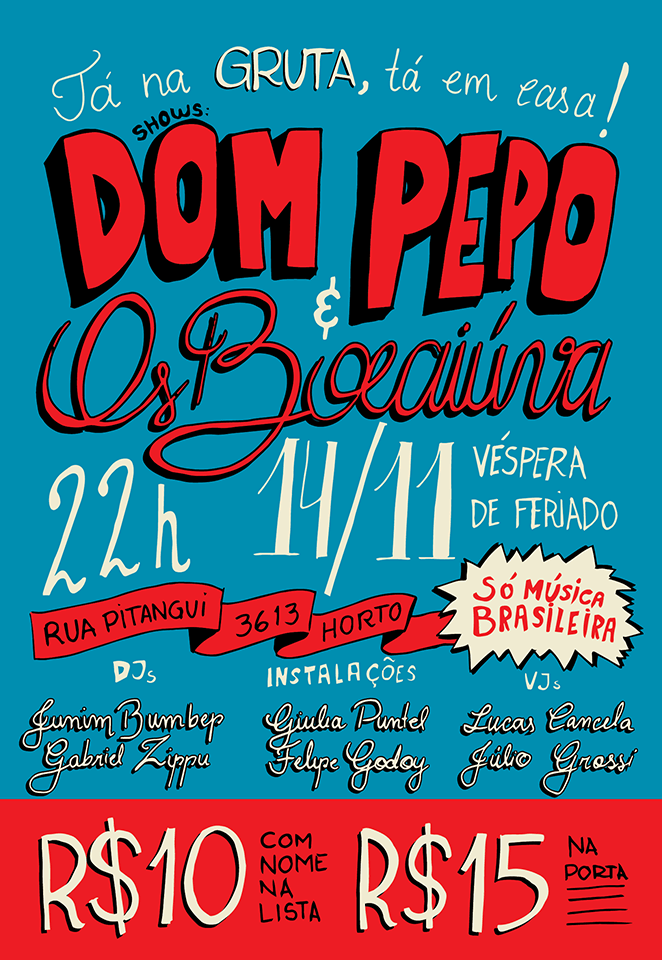 Tá na GRUTA, tá em casa!
SHOWS:
DOM PEPO
&
Os Bocaiúva
22h
14/11
VÉSPERA
DE FERIADO
RUA PITANGUI 3613 HORTO
SÓ MÚSICA
BRASILEIRA
DJs
Junim Bumbep
Gabriel Zippu
INSTALAÇÕES
Giulia Puntel
Felipe Godoy
VJs
Lucas Cancela
Júlio Grossi
R$10
COM
NOME
NA
LISTA
R$15
NA
PORTA